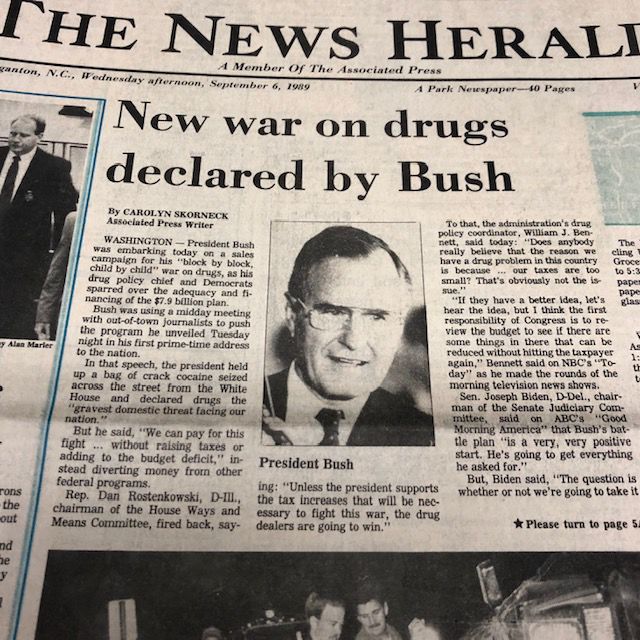 THE NEWS HERALD
A Member Of The Associated Press
ganton, N.C., Wednesday afternoon, September 6, 1989
A Park Newspaper—40 Pages
V
New war on drugs
declared by Bush
By CAROLYN SKORNECK
Associated Press Writer
WASHINGTON — President Bush
was embarking today on a sales
campaign for his "block by block,
child by child" war on drugs, as his
drug policy chief and Democrats
sparred over the adequacy and fi-
nancing of the $7.9 billion plan.
Bush was using a midday meeting
with out-of-town journalists to push
the program he unveiled Tuesday
night in his first prime-time address
to the nation.
In that speech, the president held
up a bag of crack cocaine seized
across the street from the White
House and declared drugs the
"gravest domestic threat facing our
nation."
But he said, "We can pay for this
fight ... without raising taxes or
adding to the budget deficit," in-
stead diverting money from other
federal programs.
Rep. Dan Rostenkowski, D-Ill.,
chairman of the House Ways and
Means Committee, fired back, say-
President Bush
ing: "Unless the president supports
the tax increases that will be nec-
essary to fight this war, the drug
dealers are going to win."
To that, the administration's drug
policy coordinator, William J. Ben-
nett, said today: "Does anybody
really believe that the reason we
have a drug problem in this country
is because ... our taxes are too
small? That's obviously not the is-
sue."
"If they have a better idea, let's
hear the idea, but I think the first
responsibility of Congress is to re-
view the budget to see if there are
some things in there that can be
reduced without hitting the taxpayer
again," Bennett said on NBC's "To-
day" as he made the rounds of the
morning television news shows.
Sen. Joseph Biden, D-Del., chair-
man of the Senate Judiciary Com-
mittee, said on ABC's "Good
Morning America" that Bush's bat-
tle plan "is a very, very positive
start. He's going to get everything
he asked for."
But, Biden said, "The question is
whether or not we're going to take it
★ Please turn to page 5A
y Alan Marler
The
cling
Groce
to 5:3
paper
pape
glas